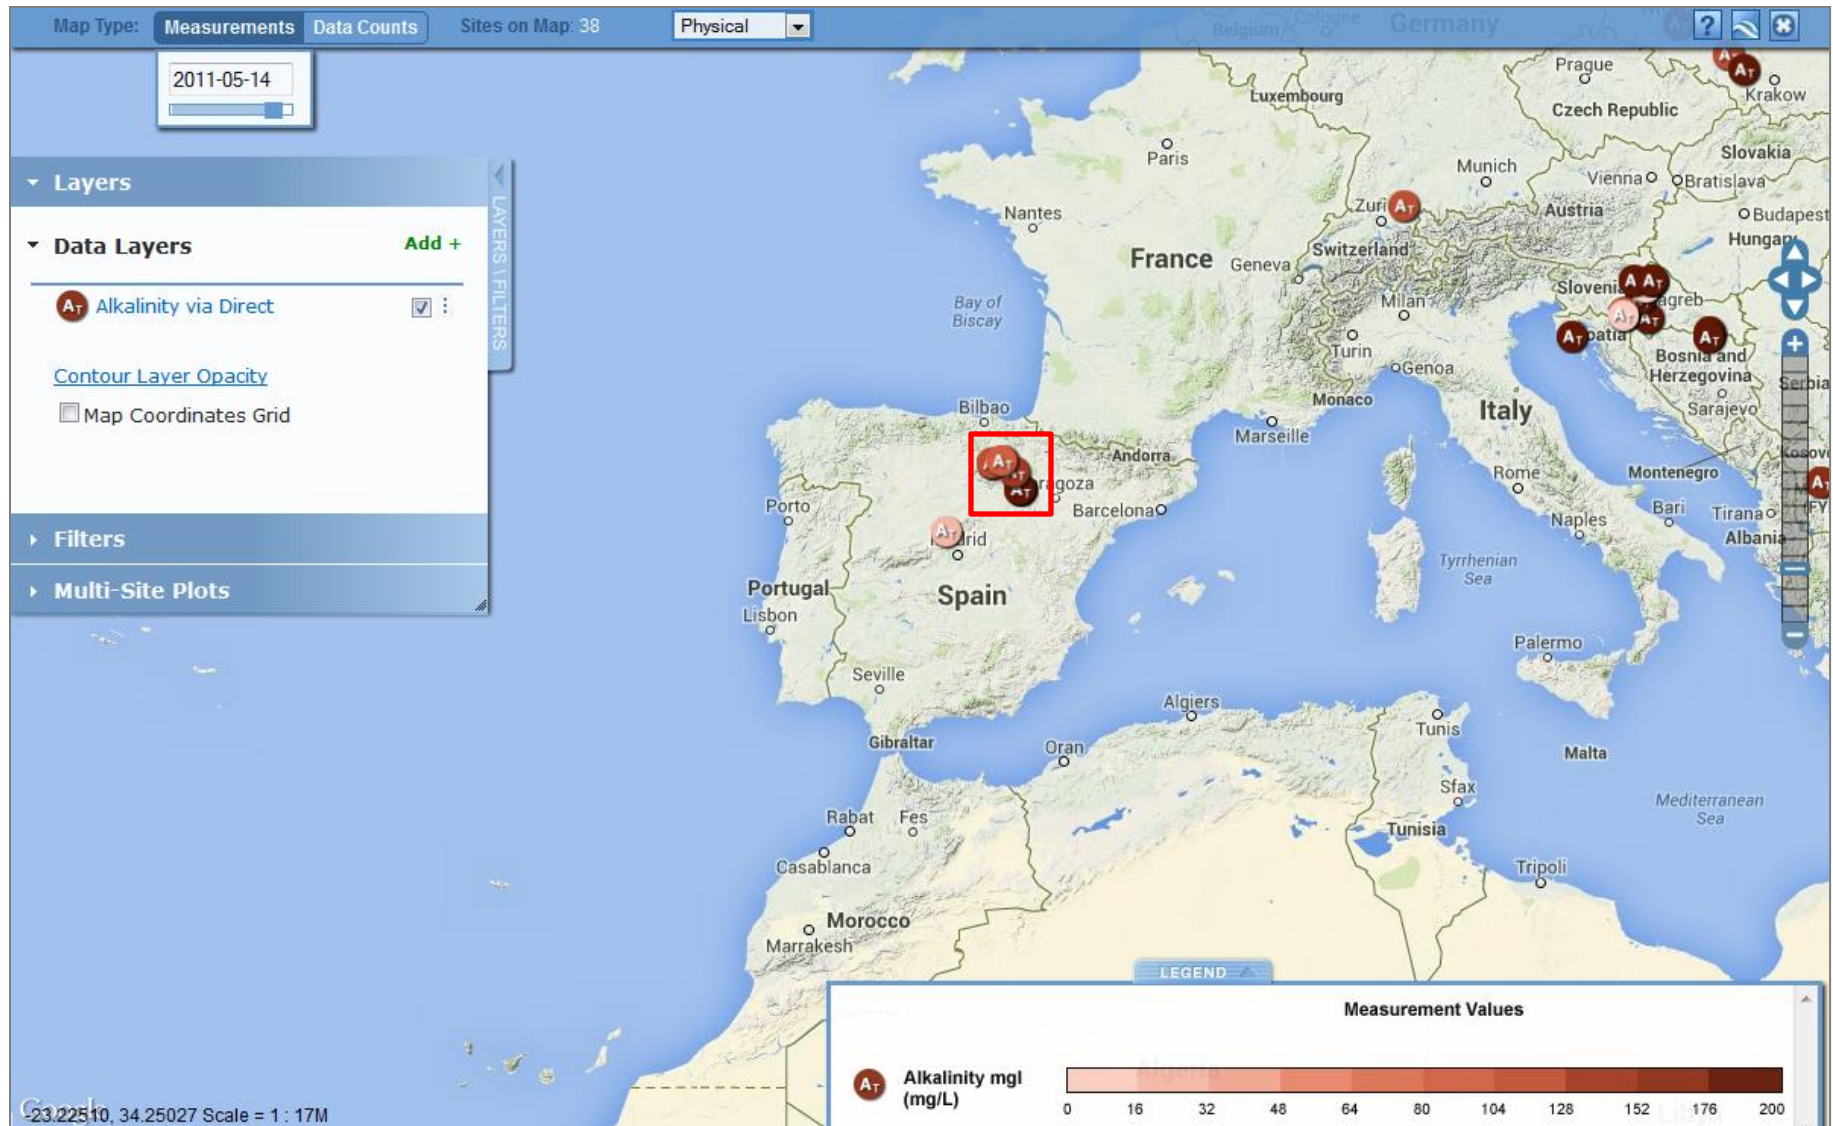 Map Type: Measurements Data Counts Sites on Map: 38 Physical
?
2011-05-14
Layers
Data Layers Add +
AT Alkalinity via Direct
Contour Layer Opacity
Map Coordinates Grid
Filters
Multi-Site Plots
LAYERS \ FILTERS
Belgium
Cologne
Germany
Prague
Krakow
Luxembourg
Czech Republic
Paris
Slovakia
Munich
Vienna
Bratislava
Nantes
Austria
Budapest
France
Geneva
Switzerland
Hungary
Bay of
Biscay
Milan
Turin
Genoa
Bosnia and
Herzegovina
Serbia
Monaco
Sarajevo
Bilbao
Marseille
Italy
Andorra
Rome
Montenegro
Porto
Barcelona
Naples
Bari
Tirana
Albania
Tyrrhenian
Sea
Portugal
Lisbon
Spain
Palermo
Seville
Algiers
Tunis
Gibraltar
Oran
Malta
Sfax
Rabat
Fes
Mediterranean
Sea
Tunisia
Casablanca
Tripoli
Morocco
Marrakesh
LEGEND
Measurement Values
AT Alkalinity mgl
(mg/L)
0 16 32 48 64 80 104 128 152 176 200
Algeria
Libya
Google
-23.22510, 34.25027 Scale = 1 : 17M